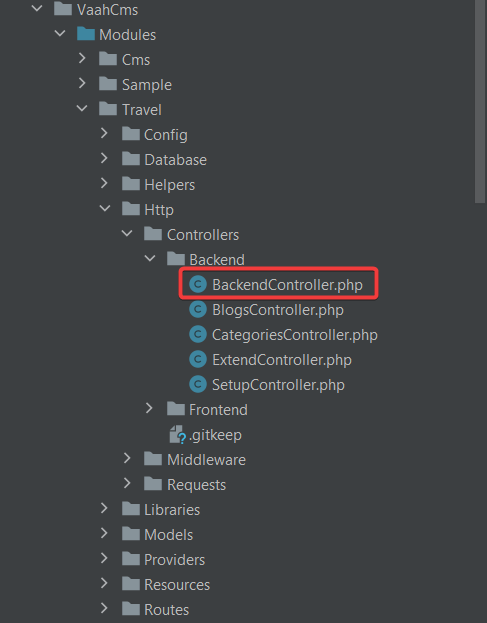 VaahCms
Modules
Cms
Sample
Travel
Config
Database
Helpers
Http
Controllers
Backend
BackendController.php
BlogsController.php
CategoriesController.php
ExtendController.php
SetupController.php
Frontend
.gitkeep
Middleware
Requests
Libraries
Models
Providers
Resources
Routes